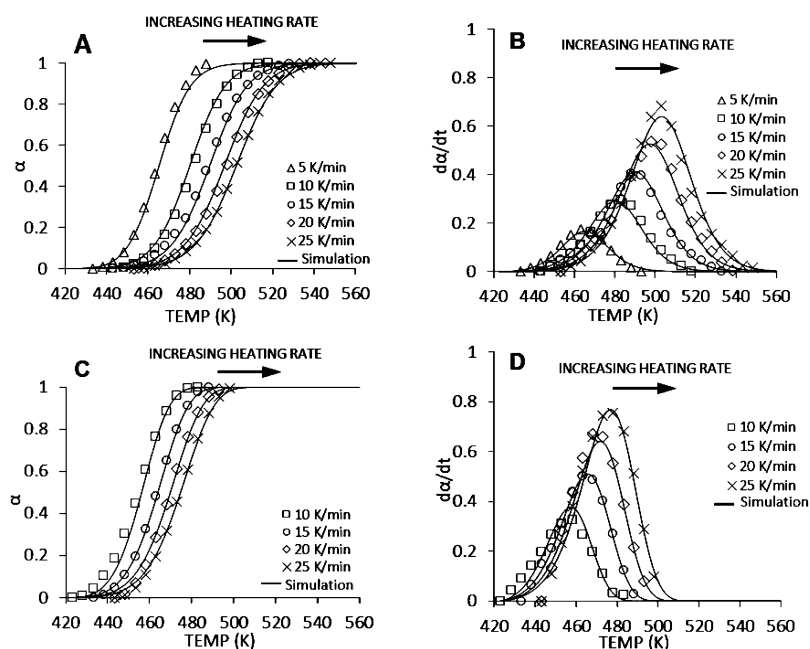 A
INCREASING HEATING RATE
1
0.8
0.6
0.4
0.2
0
α
5 K/min
10 K/min
15 K/min
20 K/min
25 K/min
Simulation
420 440 460 480 500 520 540 560
TEMP (K)
B
INCREASING HEATING RATE
1
0.8
0.6
0.4
0.2
0
dα/dt
5 K/min
10 K/min
15 K/min
20 K/min
25 K/min
Simulation
420 440 460 480 500 520 540 560
TEMP (K)
C
INCREASING HEATING RATE
1
0.8
0.6
0.4
0.2
0
α
10 K/min
15 K/min
20 K/min
25 K/min
Simulation
420 440 460 480 500 520 540 560
TEMP (K)
D
INCREASING HEATING RATE
1
0.8
0.6
0.4
0.2
0
dα/dt
10 K/min
15 K/min
20 K/min
25 K/min
Simulation
420 440 460 480 500 520 540 560
TEMP (K)